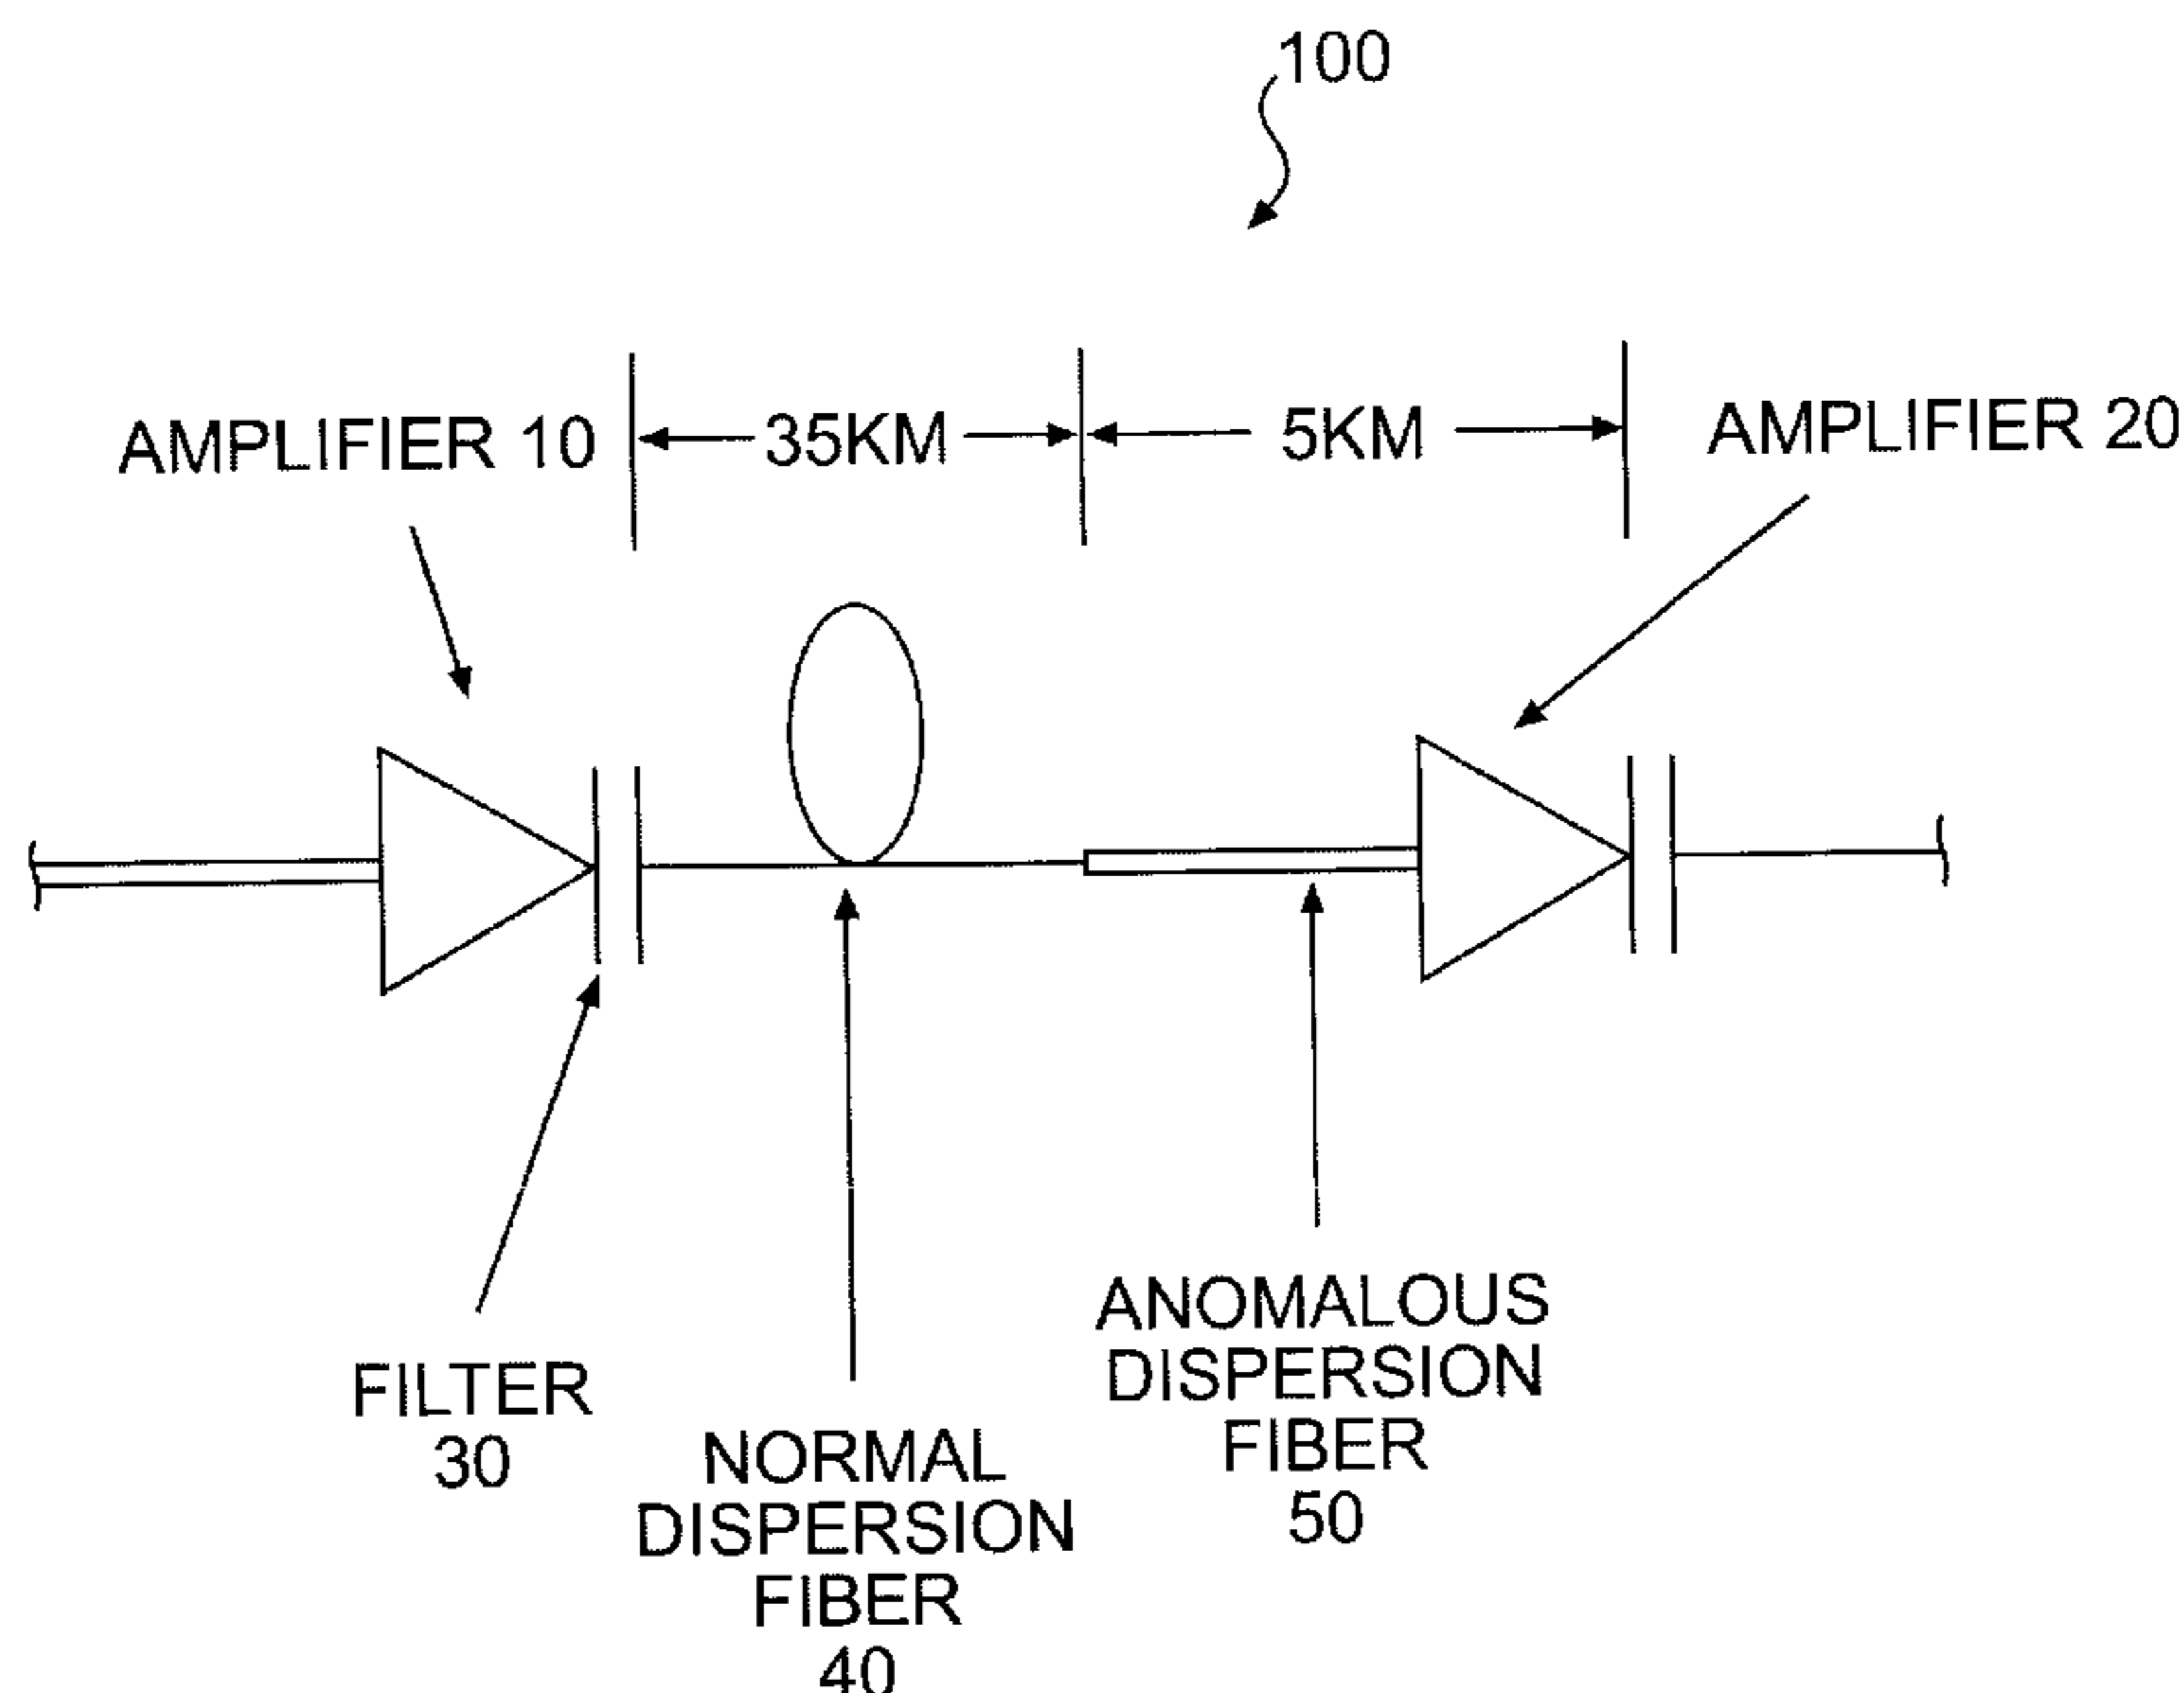 100
AMPLIFIER 10
35KM
5KM
AMPLIFIER 20
FILTER
30
NORMAL
DISPERSION
FIBER
40
ANOMALOUS
DISPERSION
FIBER
50